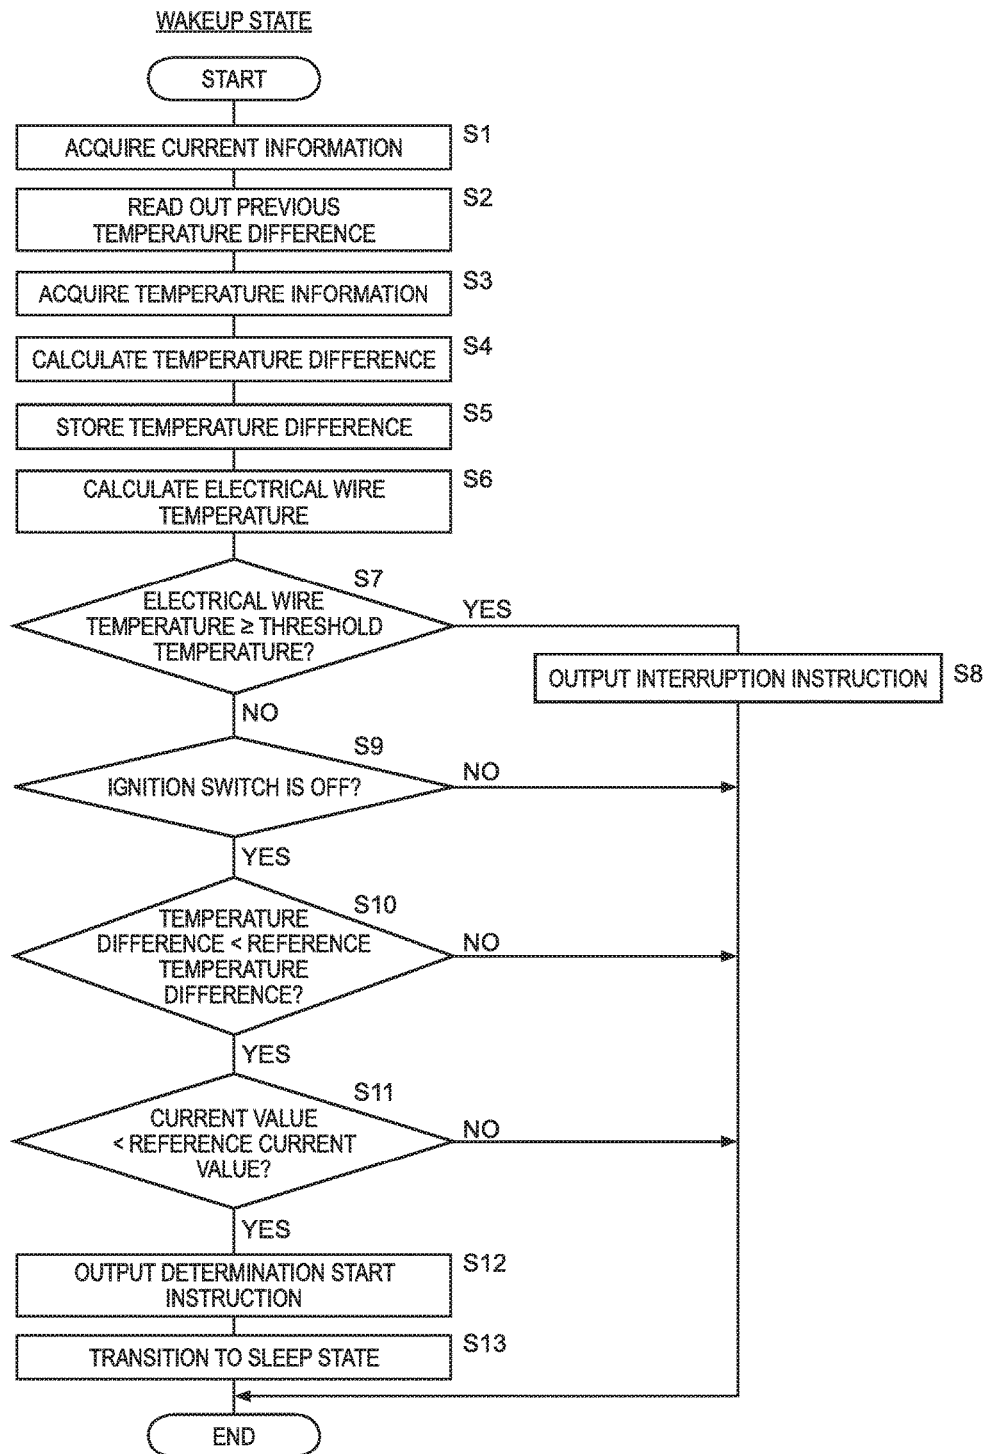 WAKEUP STATE
START
ACQUIRE CURRENT INFORMATION
S1
READ OUT PREVIOUS
TEMPERATURE DIFFERENCE
S2
ACQUIRE TEMPERATURE INFORMATION
S3
CALCULATE TEMPERATURE DIFFERENCE
S4
STORE TEMPERATURE DIFFERENCE
S5
CALCULATE ELECTRICAL WIRE
TEMPERATURE
S6
S7
ELECTRICAL WIRE
TEMPERATURE ≥ THRESHOLD
TEMPERATURE?
YES
OUTPUT INTERRUPTION INSTRUCTION
S8
NO
S9
IGNITION SWITCH IS OFF?
NO
YES
S10
TEMPERATURE
DIFFERENCE < REFERENCE
TEMPERATURE
DIFFERENCE?
NO
YES
S11
CURRENT VALUE
< REFERENCE CURRENT
VALUE?
NO
YES
OUTPUT DETERMINATION START
INSTRUCTION
S12
TRANSITION TO SLEEP STATE
S13
END